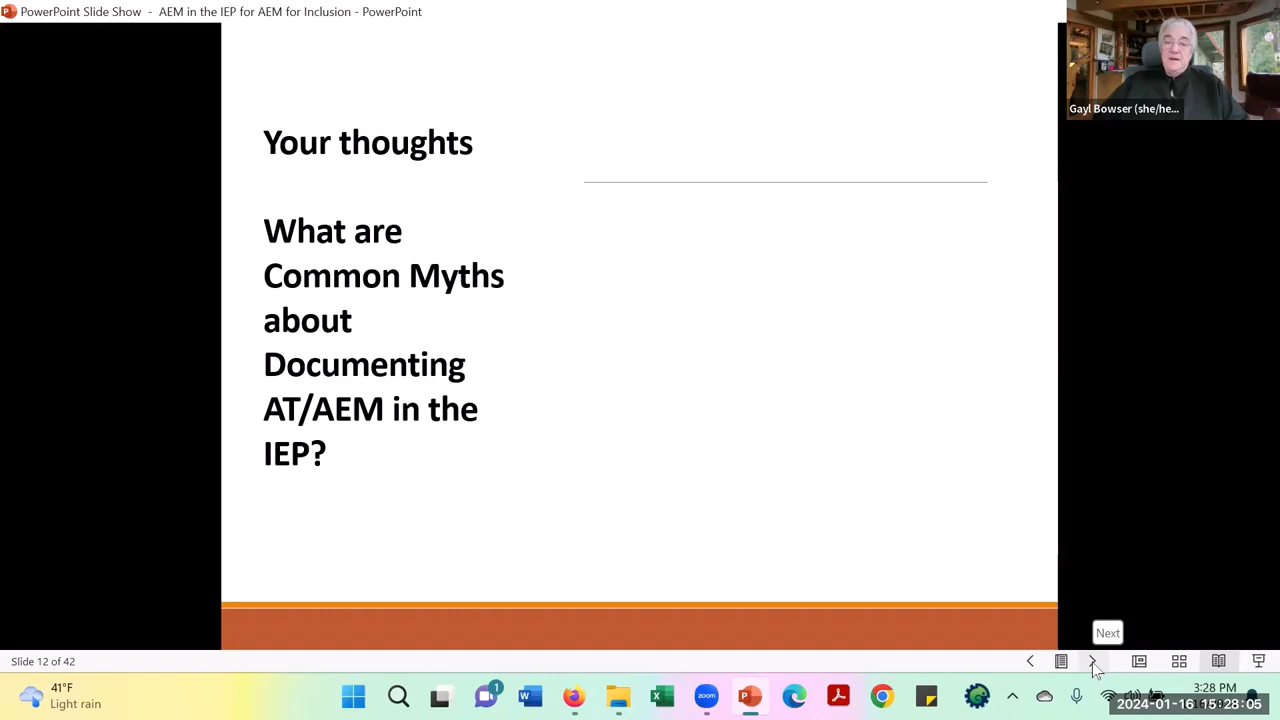 PowerPoint Slide Show - AEM in the IEP for AEM for Inclusion - PowerPoint
Gayl Bowser (she/he...
Your thoughts
What are
Common Myths
about
Documenting
AT/AEM in the
IEP?
Next
Slide 12 of 42
41°F
Light rain
1
W
X
zoom
P
3:28 PM
2024-01-16 15:28:05